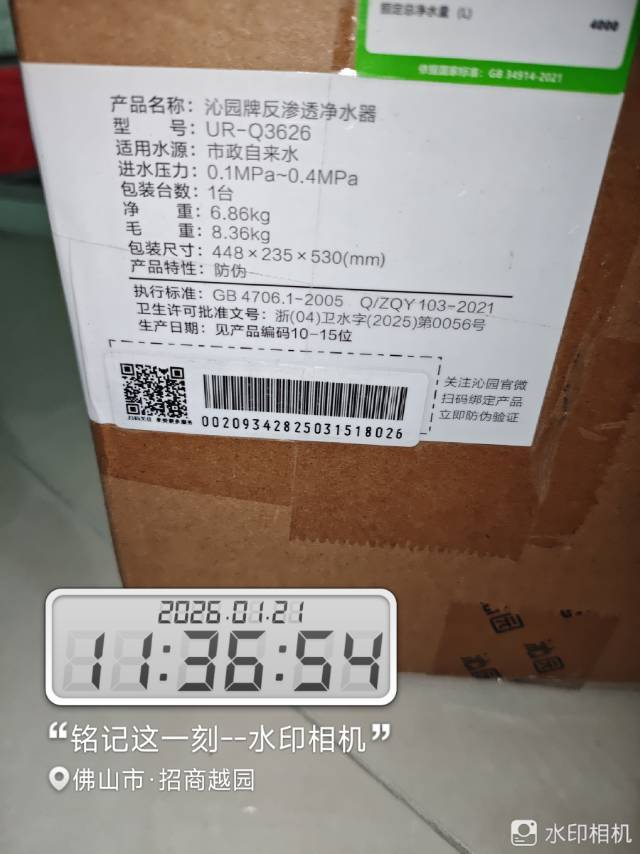 额定总净水量 (L)
4000
依据国家标准：GB 34914-2021
产品名称：沁园牌反渗透净水器
型 号：UR-Q3626
适用水源：市政自来水
进水压力：0.1MPa~0.4MPa
包装台数：1台
净 重：6.86kg
毛 重：8.36kg
包装尺寸：448×235×530(mm)
产品特性：防伪
执行标准：GB 4706.1-2005 Q/ZQY 103-2021
卫生许可批准文号：浙(04)卫水字(2025)第0056号
生产日期：见产品编码10-15位
关注沁园官微
扫码绑定产品
立即防伪验证
00209342825031518026
2026.01.21
11:36:54
“铭记这一刻--水印相机”
佛山市·招商越园
水印相机